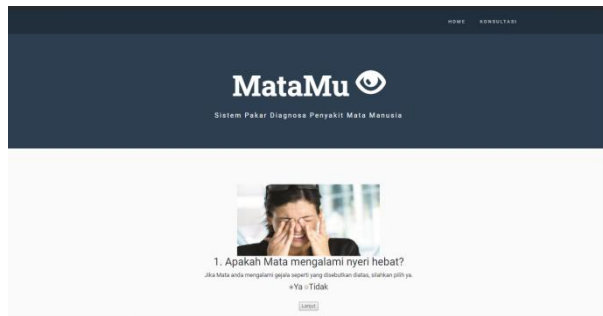 HOME KONSULTASI
MataMu
Sistem Pakar Diagnosa Penyakit Mata Manusia
1. Apakah Mata mengalami nyeri hebat?
Jika Mata anda mengalami gejala seperti yang disebutkan diatas, silahkan pilih ya.
Ya Tidak
Lanjut